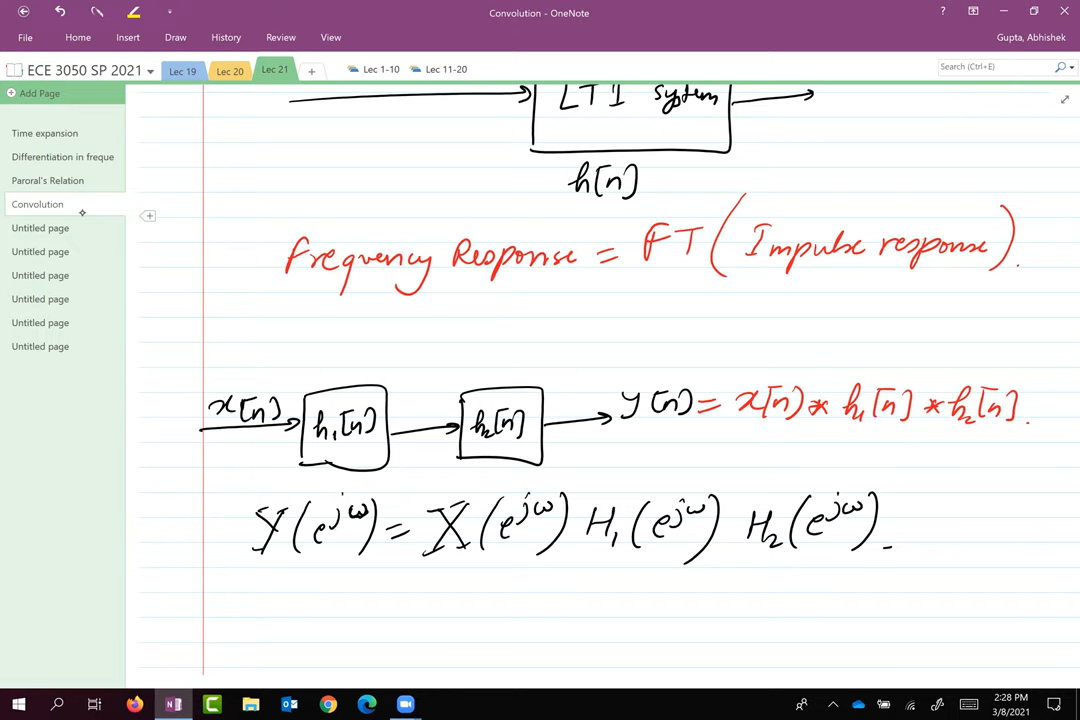 Convolution - OneNote
?
File Home Insert Draw History Review View
Gupta, Abhishek
ECE 3050 SP 2021
Lec 19 Lec 20 Lec 21 + Lec 1-10 Lec 11-20
Search (Ctrl+E)
Add Page
Time expansion
Differentiation in freque
Paroral's Relation
Convolution
Untitled page
Untitled page
Untitled page
Untitled page
Untitled page
Untitled page
LTI system
h[n]
Frequency Response = FT ( Impulse response ).
x[n] h₁[n] h₂[n] y[n] = x[n] * h₁[n] * h₂[n].
Y(e^{jω}) = X(e^{jω}) H₁(e^{jω}) H₂(e^{jω}).
2:28 PM
3/8/2021